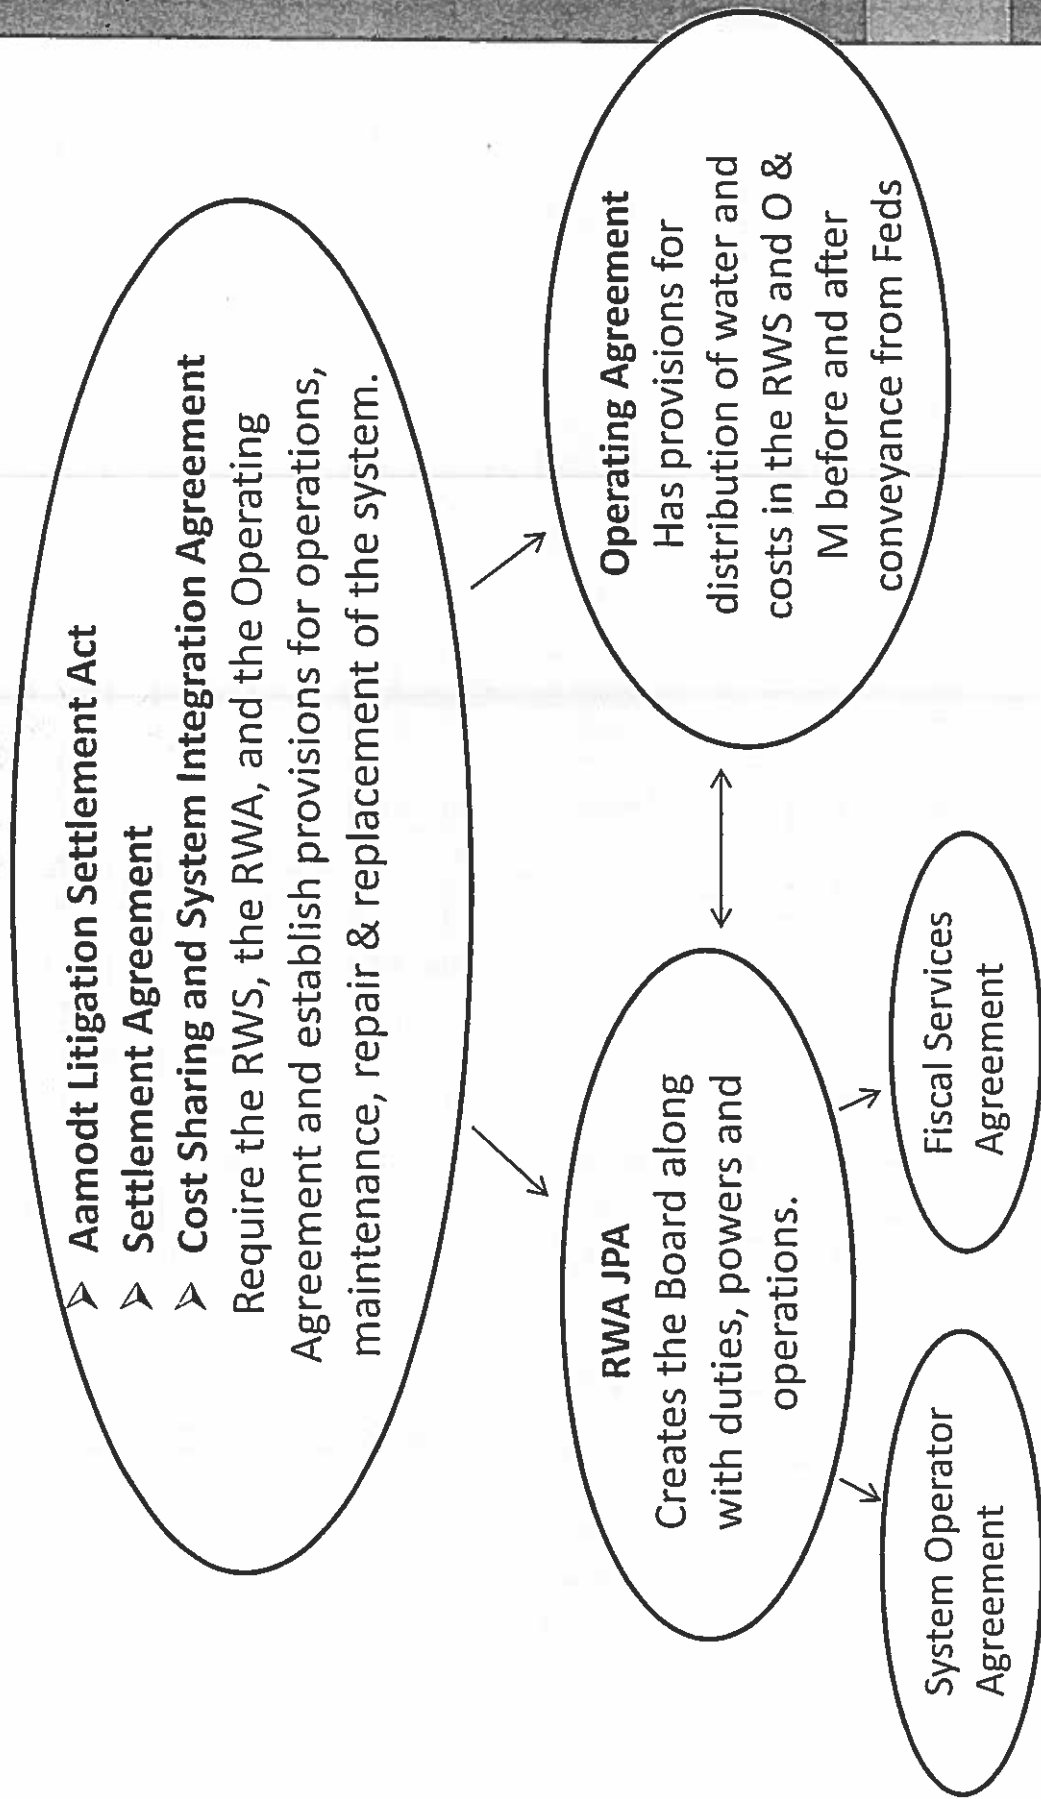 ➢ Aamodt Litigation Settlement Act
➢ Settlement Agreement
➢ Cost Sharing and System Integration Agreement
Require the RWS, the RWA, and the Operating
Agreement and establish provisions for operations,
maintenance, repair & replacement of the system.
RWA JPA
Creates the Board along
with duties, powers and
operations.
Operating Agreement
Has provisions for
distribution of water and
costs in the RWS and O &
M before and after
conveyance from Feds
System Operator
Agreement
Fiscal Services
Agreement